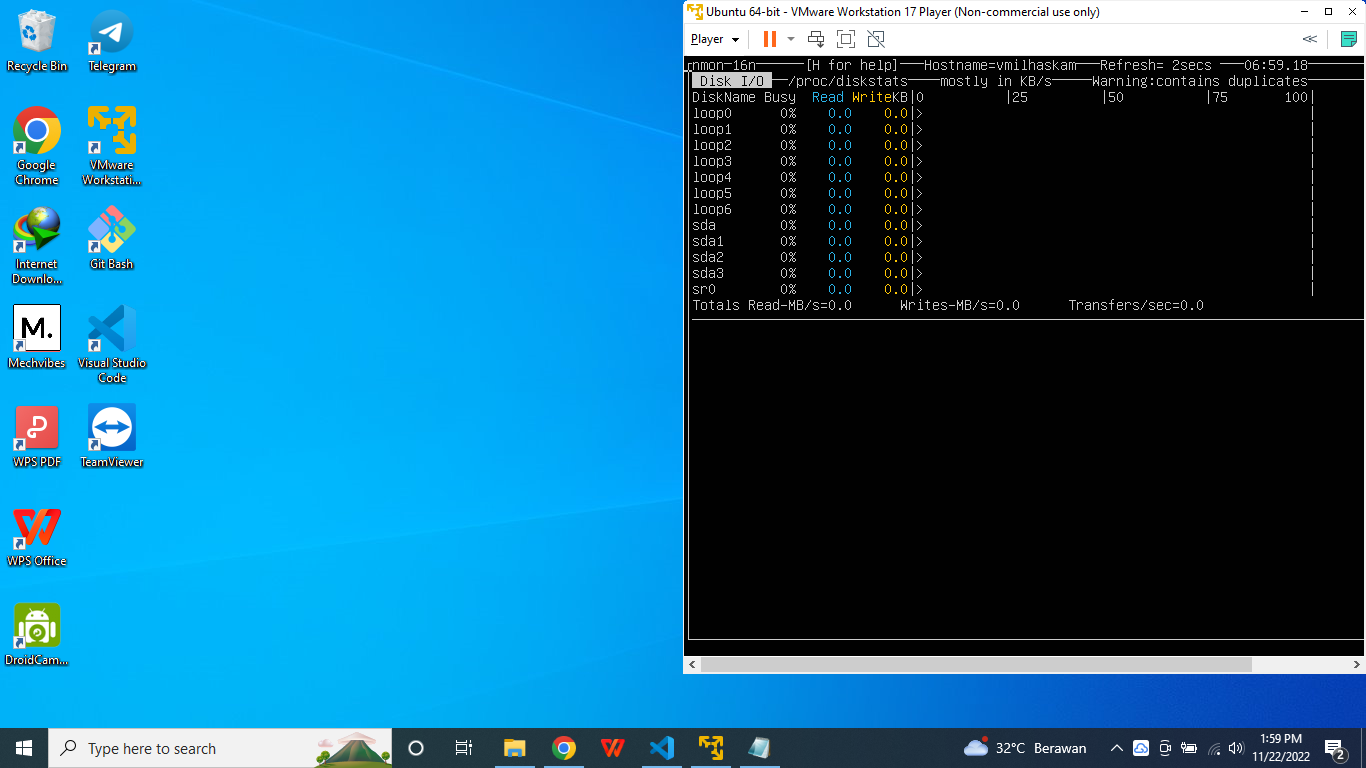 Recycle Bin
Telegram
Google
Chrome
VMware
Workstati...
Internet
Downlo...
Git Bash
M.
Mechvibes
Visual Studio
Code
WPS PDF
TeamViewer
WPS Office
DroidCam...
Ubuntu 64-bit - VMware Workstation 17 Player (Non-commercial use only)
Player
nmon-16n [H for help] Hostname=vmilhaskam Refresh= 2secs 06:59.18
Disk I/O /proc/diskstats mostly in KB/s Warning:contains duplicates
DiskName Busy Read WriteKB|0 |25 |50 |75 100|
loop0 0% 0.0 0.0|> |
loop1 0% 0.0 0.0|> |
loop2 0% 0.0 0.0|> |
loop3 0% 0.0 0.0|> |
loop4 0% 0.0 0.0|> |
loop5 0% 0.0 0.0|> |
loop6 0% 0.0 0.0|> |
sda 0% 0.0 0.0|> |
sda1 0% 0.0 0.0|> |
sda2 0% 0.0 0.0|> |
sda3 0% 0.0 0.0|> |
sr0 0% 0.0 0.0|> |
Totals Read-MB/s=0.0 Writes-MB/s=0.0 Transfers/sec=0.0
Type here to search
32°C Berawan
1:59 PM
11/22/2022
2